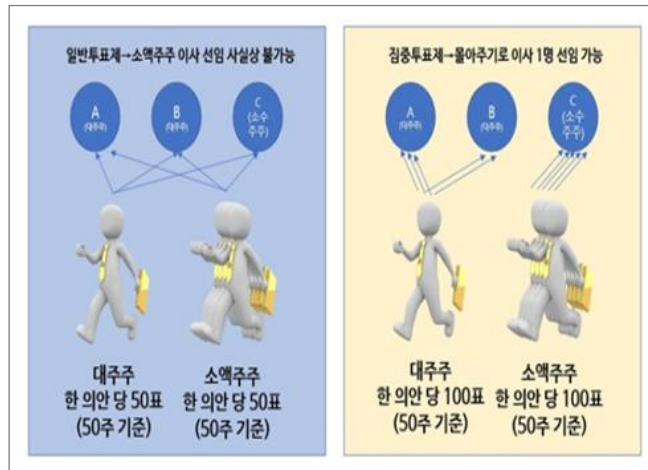 일반투표제→소액주주 이사 선임 사실상 불가능
A
(대주주)
B
(대주주)
C
(소수
주주)
대주주
한 의안 당 50표
(50주 기준)
소액주주
한 의안 당 50표
(50주 기준)
집중투표제→몰아주기로 이사 1명 선임 가능
A
(대주주)
B
(대주주)
C
(소수
주주)
대주주
한 의안 당 100표
(50주 기준)
소액주주
한 의안 당 100표
(50주 기준)